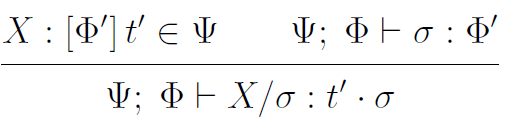 X : [Φ′] t′ ∈ Ψ Ψ; Φ ⊢ σ : Φ′
Ψ; Φ ⊢ X/σ : t′ · σ